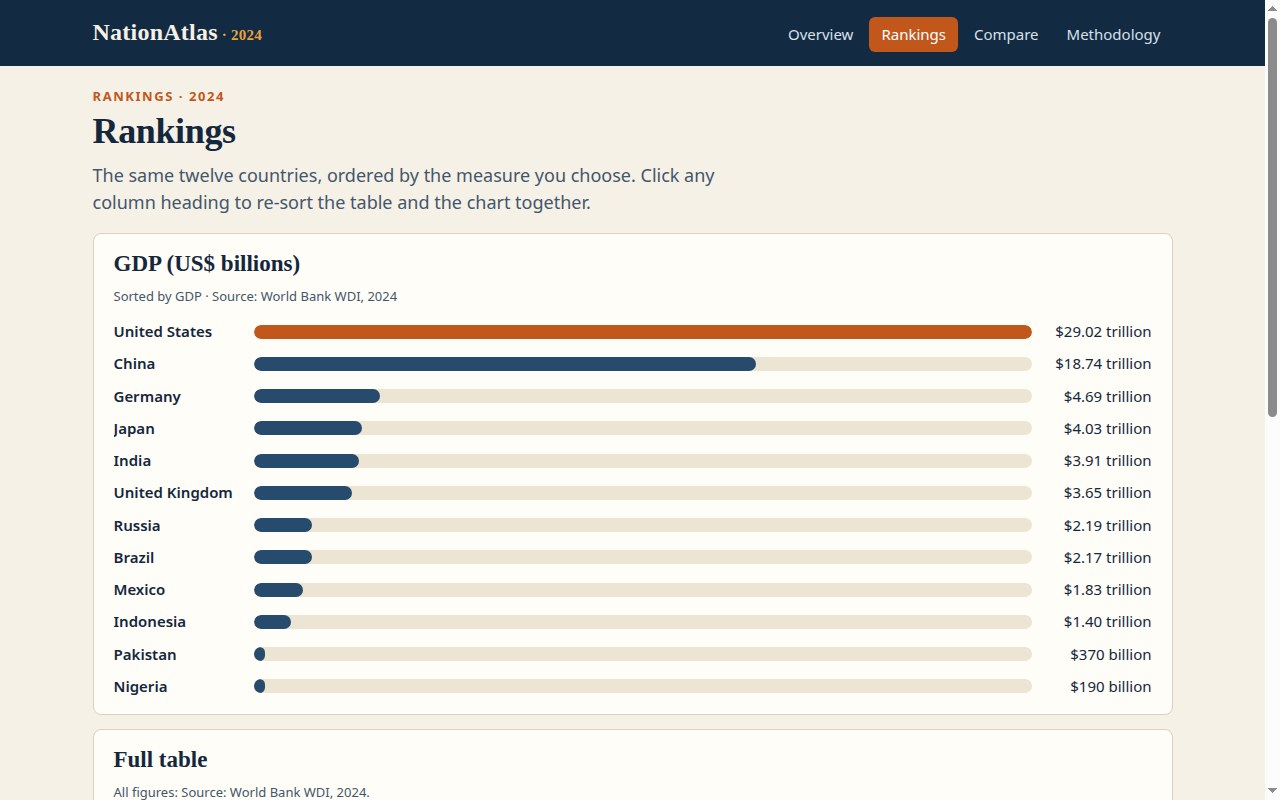 NationAtlas · 2024
Overview
Rankings
Compare
Methodology
RANKINGS · 2024
Rankings
The same twelve countries, ordered by the measure you choose. Click any
column heading to re-sort the table and the chart together.
GDP (US$ billions)
Sorted by GDP · Source: World Bank WDI, 2024
United States $29.02 trillion
China $18.74 trillion
Germany $4.69 trillion
Japan $4.03 trillion
India $3.91 trillion
United Kingdom $3.65 trillion
Russia $2.19 trillion
Brazil $2.17 trillion
Mexico $1.83 trillion
Indonesia $1.40 trillion
Pakistan $370 billion
Nigeria $190 billion
Full table
All figures: Source: World Bank WDI, 2024.